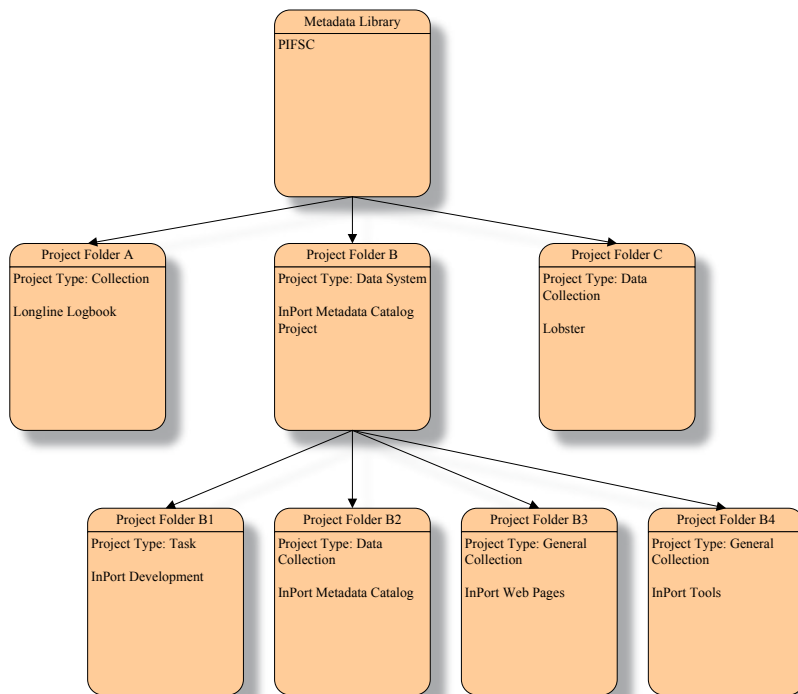 Metadata Library
PIFSC
Project Folder A
Project Type: Collection
Longline Logbook
Project Folder B
Project Type: Data System
InPort Metadata Catalog
Project
Project Folder C
Project Type: Data
Collection
Lobster
Project Folder B1
Project Type: Task
InPort Development
Project Folder B2
Project Type: Data
Collection
InPort Metadata Catalog
Project Folder B3
Project Type: General
Collection
InPort Web Pages
Project Folder B4
Project Type: General
Collection
InPort Tools